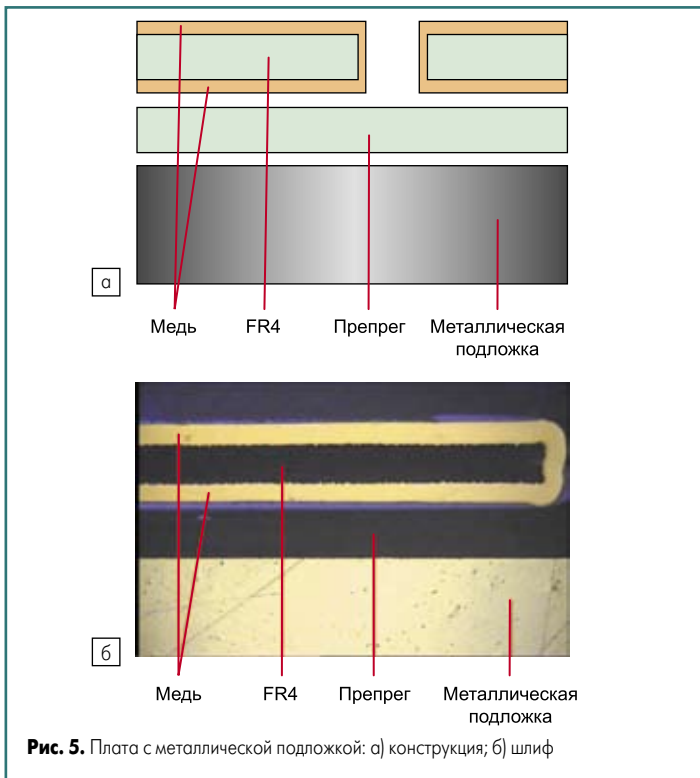 а
Медь FR4 Препрег Металлическая
подложка
б
Медь FR4 Препрег Металлическая
подложка
Рис. 5. Плата с металлической подложкой: а) конструкция; б) шлиф